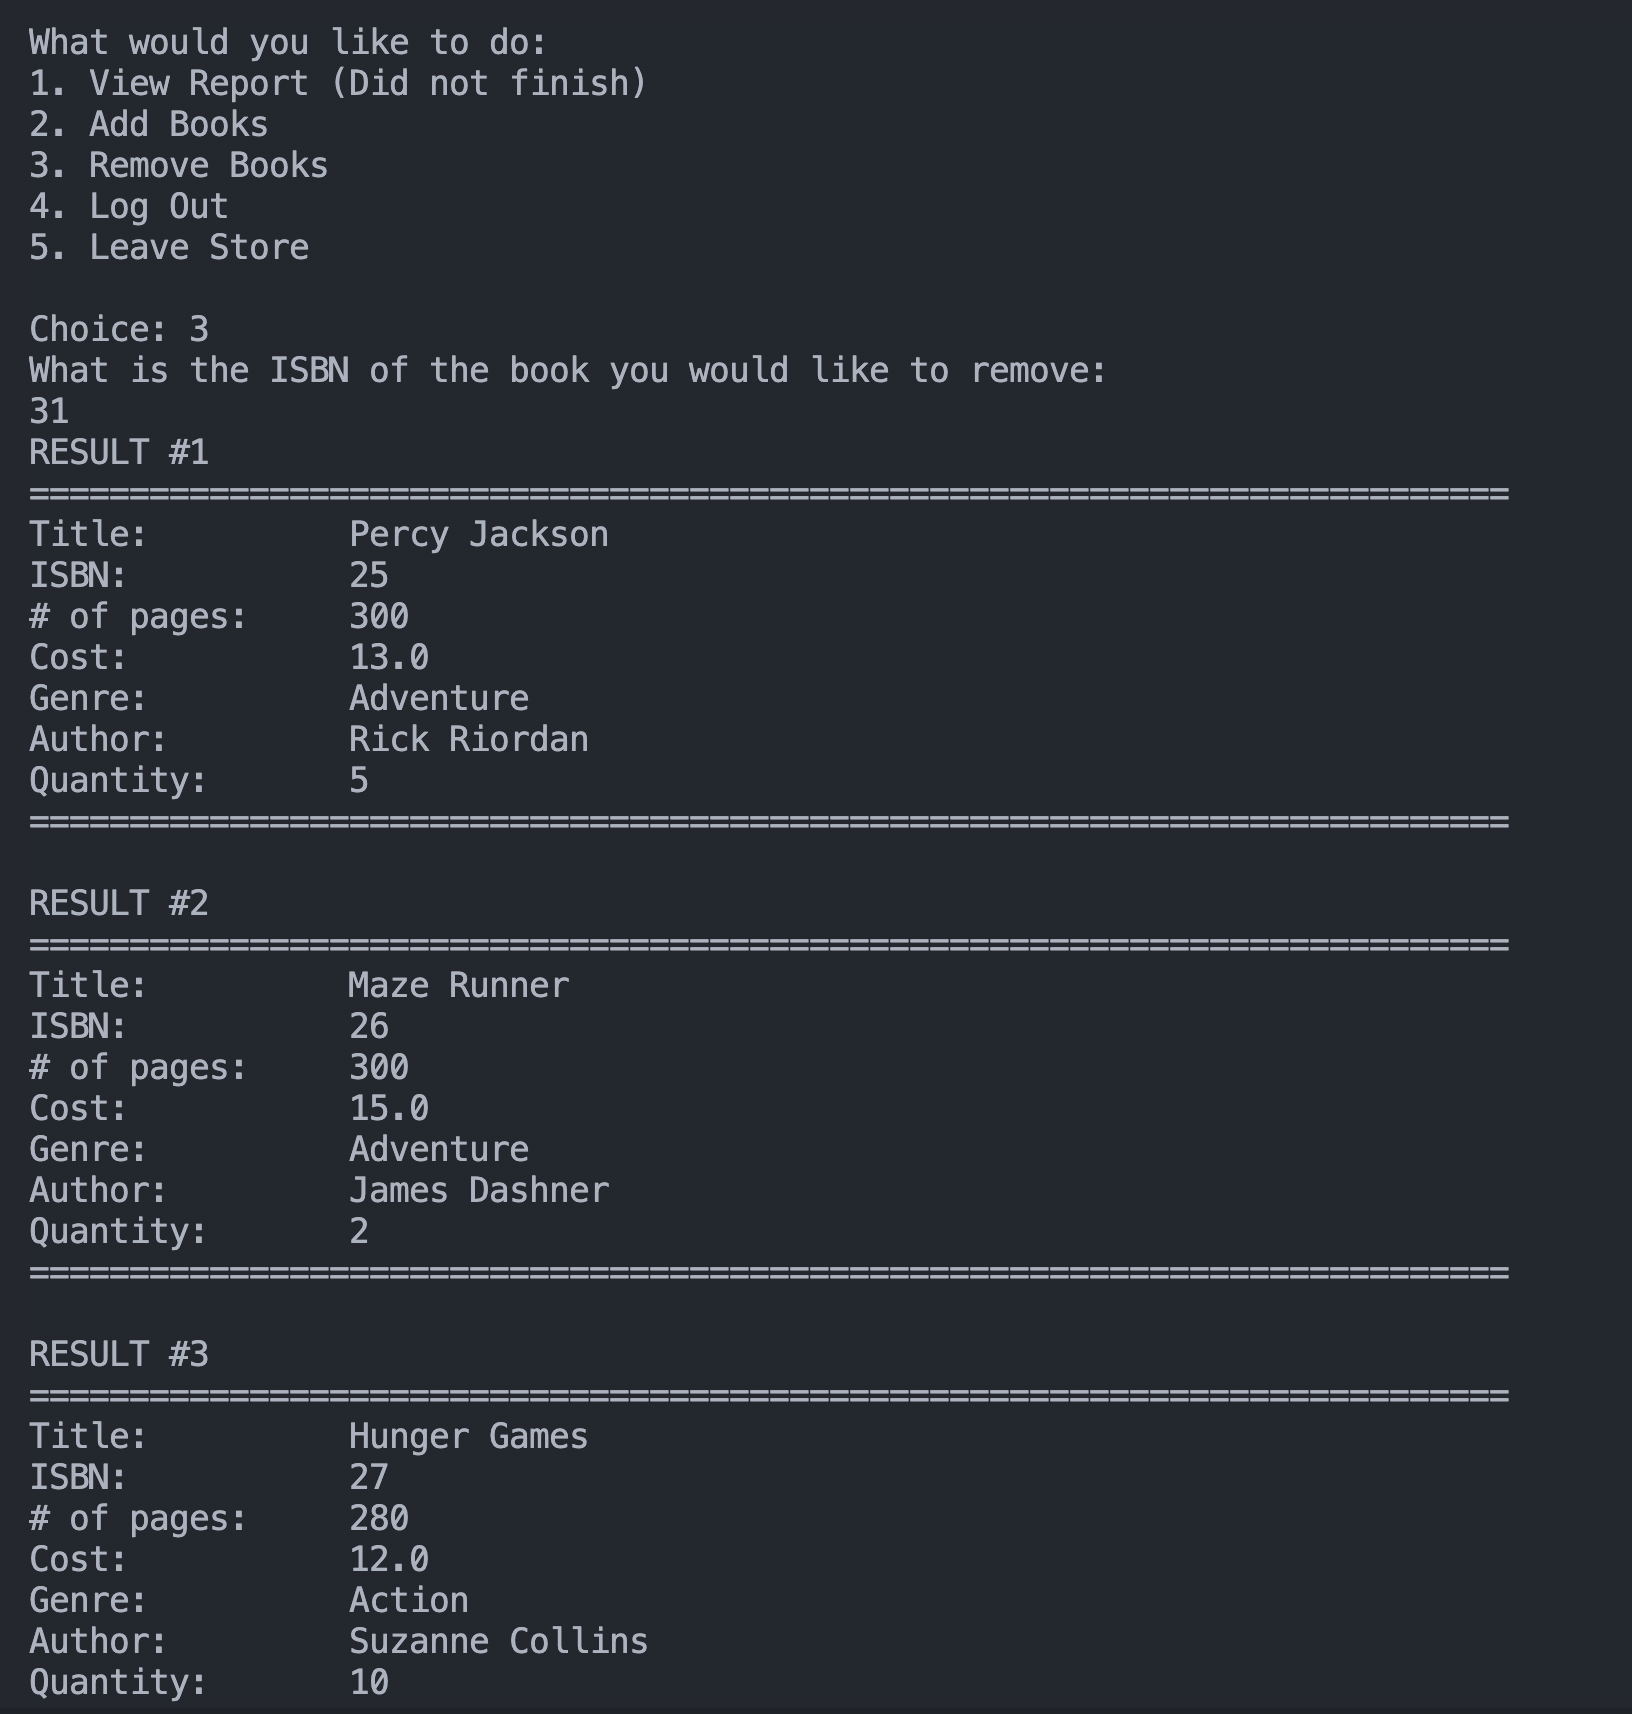 What would you like to do:
1. View Report (Did not finish)
2. Add Books
3. Remove Books
4. Log Out
5. Leave Store

Choice: 3
What is the ISBN of the book you would like to remove:
31
RESULT #1
==========================================================================
Title:          Percy Jackson
ISBN:           25
# of pages:     300
Cost:           13.0
Genre:          Adventure
Author:         Rick Riordan
Quantity:       5
==========================================================================

RESULT #2
==========================================================================
Title:          Maze Runner
ISBN:           26
# of pages:     300
Cost:           15.0
Genre:          Adventure
Author:         James Dashner
Quantity:       2
==========================================================================

RESULT #3
==========================================================================
Title:          Hunger Games
ISBN:           27
# of pages:     280
Cost:           12.0
Genre:          Action
Author:         Suzanne Collins
Quantity:       10